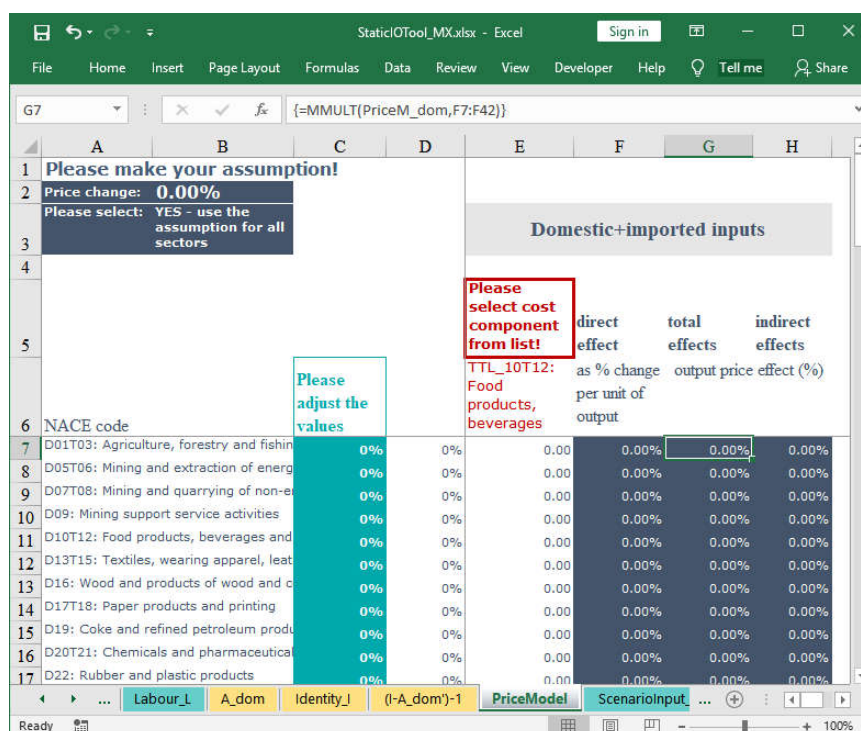 StaticIOTool_MX.xlsx - Excel
Sign in
File Home Insert Page Layout Formulas Data Review View Developer Help Tell me Share
G7 fx {=MMULT(PriceM_dom,F7:F42)}
A B C D E F G H
1 Please make your assumption!
2 Price change: 0.00%
Please select: YES - use the
assumption for all
3 sectors
Domestic+imported inputs
4
Please
select cost
component
5 from list!
direct
effect
total
effects
indirect
effects
Please
adjust the
values
TTL_10T12:
Food
products,
beverages
as % change
per unit of
output
output price effect (%)
6 NACE code
7 D01T03: Agriculture, forestry and fishin 0% 0% 0.00 0.00% 0.00% 0.00%
8 D05T06: Mining and extraction of energ 0% 0% 0.00 0.00% 0.00% 0.00%
9 D07T08: Mining and quarrying of non-e 0% 0% 0.00 0.00% 0.00% 0.00%
10 D09: Mining support service activities 0% 0% 0.00 0.00% 0.00% 0.00%
11 D10T12: Food products, beverages and 0% 0% 0.00 0.00% 0.00% 0.00%
12 D13T15: Textiles, wearing apparel, leat 0% 0% 0.00 0.00% 0.00% 0.00%
13 D16: Wood and products of wood and c 0% 0% 0.00 0.00% 0.00% 0.00%
14 D17T18: Paper products and printing 0% 0% 0.00 0.00% 0.00% 0.00%
15 D19: Coke and refined petroleum produ 0% 0% 0.00 0.00% 0.00% 0.00%
16 D20T21: Chemicals and pharmaceutical 0% 0% 0.00 0.00% 0.00% 0.00%
17 D22: Rubber and plastic products 0% 0% 0.00 0.00% 0.00% 0.00%
... Labour_L A_dom Identity_I (I-A_dom')-1 PriceModel ScenarioInput_ ...
Ready 100%